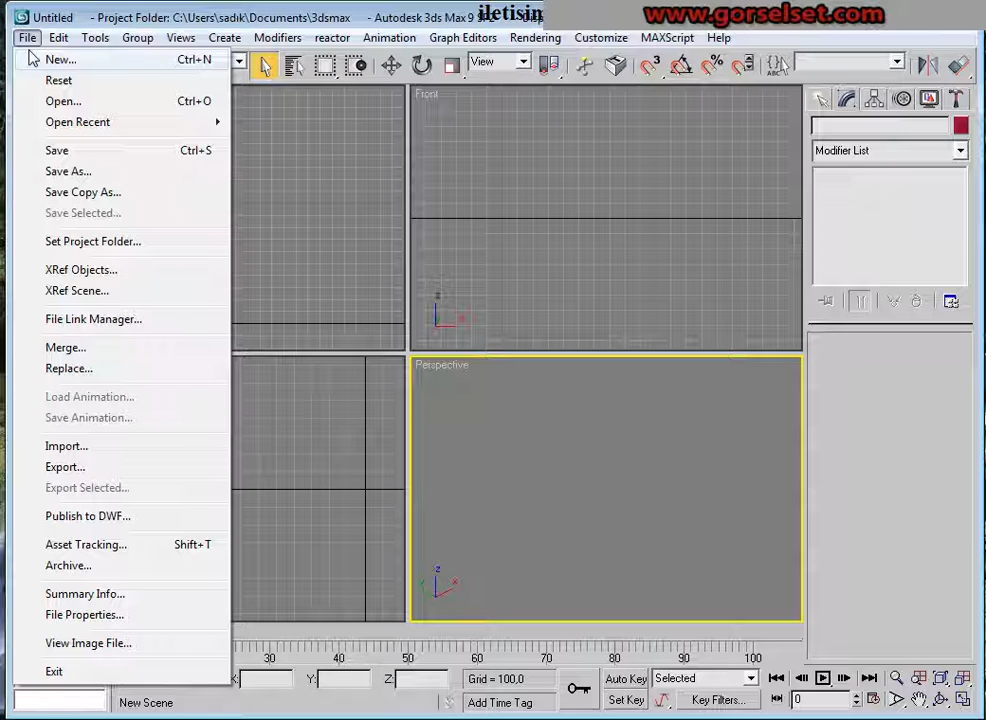 Untitled - Project Folder: C:\Users\sadık\Documents\3dsmax - Autodesk 3ds Max 9 SP2
iletisim
www.gorselset.com
File Edit Tools Group Views Create Modifiers reactor Animation Graph Editors Rendering Customize MAXScript Help
New... Ctrl+N
Reset
Open... Ctrl+O
Open Recent
Save Ctrl+S
Save As...
Save Copy As...
Save Selected...
Set Project Folder...
XRef Objects...
XRef Scene...
File Link Manager...
Merge...
Replace...
Load Animation...
Save Animation...
Import...
Export...
Export Selected...
Publish to DWF...
Asset Tracking... Shift+T
Archive...
Summary Info...
File Properties...
View Image File...
Exit
View
3
%
ABC
Front
z
x
Perspective
z
x
Modifier List
30 40 50 60 70 80 90 100
X: Y: Z: Grid = 100,0
Auto Key Selected
New Scene
Add Time Tag
Set Key Key Filters... 0